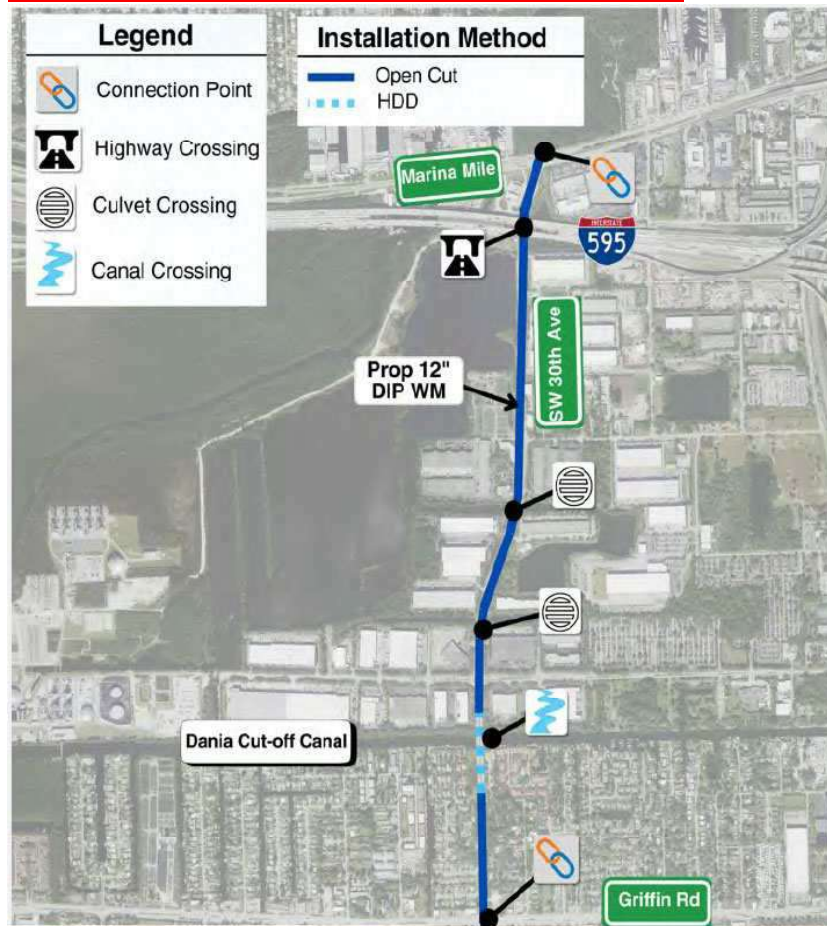 Legend
Connection Point
Highway Crossing
Culvet Crossing
Canal Crossing
Installation Method
Open Cut
HDD
Marina Mile
INTERSTATE
595
SW 30th Ave
Prop 12"
DIP WM
Dania Cut-off Canal
Griffin Rd